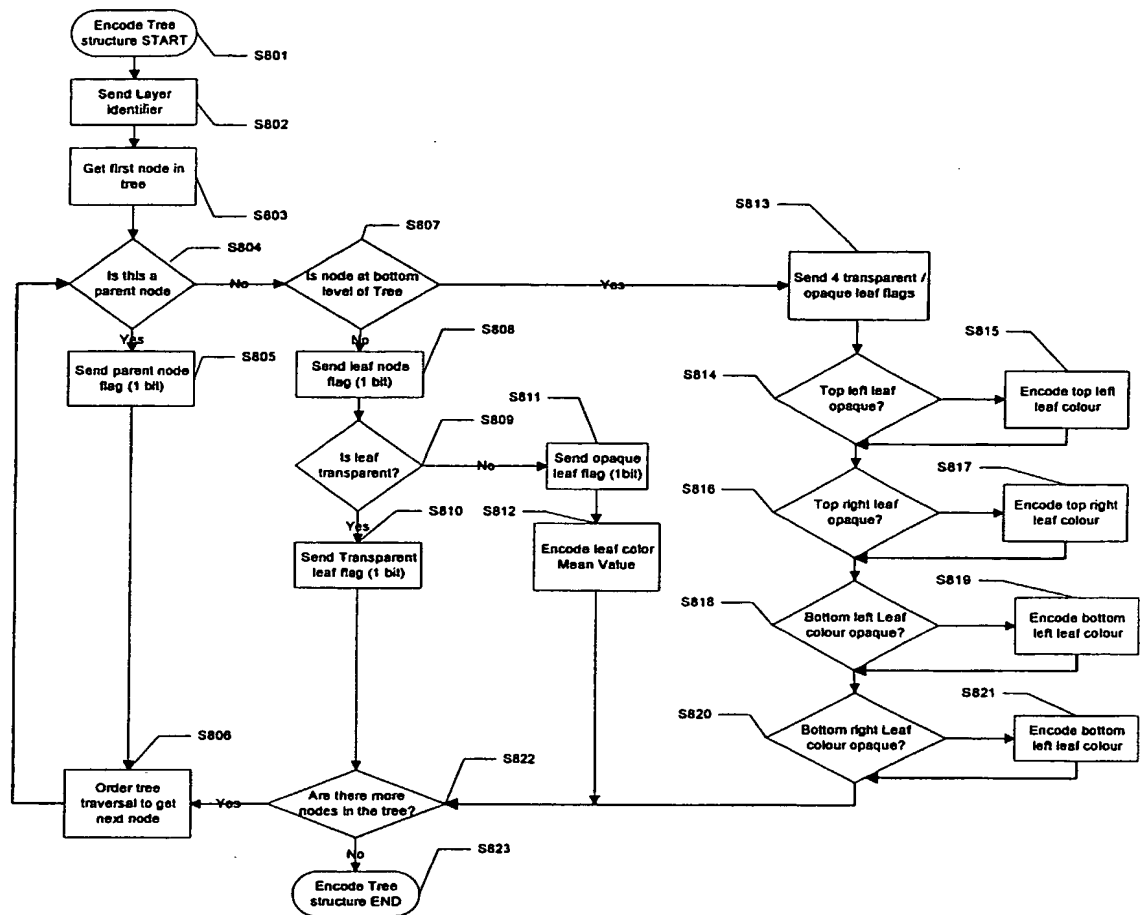 Encode Tree
structure START
S801
Send Layer
identifier
S802
Get first node in
tree
S803
S804
Is this a
parent node
No
Yes
Send parent node
flag (1 bit)
S805
S806
Order tree
traversal to get
next node
S807
Is node at bottom
level of Tree
Yes
No
S808
Send leaf node
flag (1 bit)
S809
Is leaf
transparent?
No
Yes
S810
Send Transparent
leaf flag (1 bit)
S811
Send opaque
leaf flag (1bit)
S812
Encode leaf color
Mean Value
S813
Send 4 transparent /
opaque leaf flags
S814
Top left leaf
opaque?
S815
Encode top left
leaf colour
S816
Top right leaf
opaque?
S817
Encode top right
leaf colour
S818
Bottom left Leaf
colour opaque?
S819
Encode bottom
left leaf colour
S820
Bottom right Leaf
colour opaque?
S821
Encode bottom
left leaf colour
S822
Are there more
nodes in the tree?
Yes
No
S823
Encode Tree
structure END